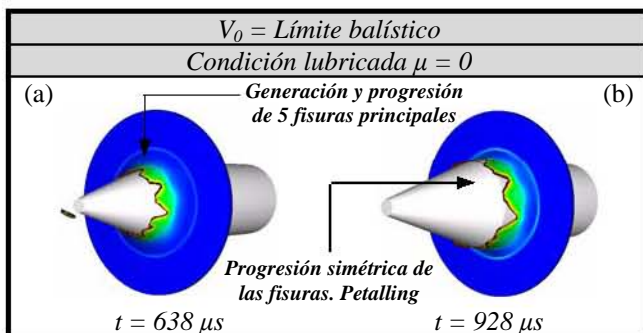 V₀ = Límite balístico
Condición lubricada μ = 0
(a)
Generación y progresión
de 5 fisuras principales
(b)
Progresión simétrica de
las fisuras. Petalling
t = 638 μs
t = 928 μs